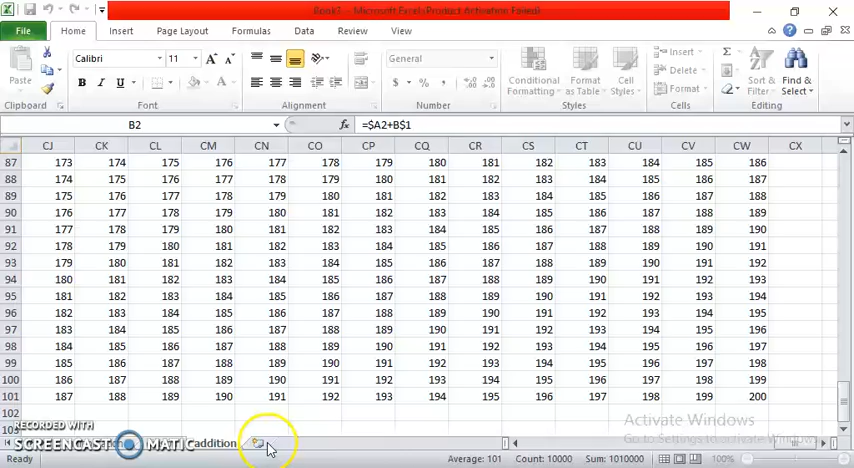 Book2 - Microsoft Excel (Product Activation Failed)
File Home Insert Page Layout Formulas Data Review View
Paste Calibri 11 General Conditional Formatting Format as Table Cell Styles Insert Delete Format Sort & Filter Find & Select
Clipboard Font Alignment Number Styles Cells Editing
B2 fx =$A2+B$1
CJ CK CL CM CN CO CP CQ CR CS CT CU CV CW CX
87 173 174 175 176 177 178 179 180 181 182 183 184 185 186
88 174 175 176 177 178 179 180 181 182 183 184 185 186 187
89 175 176 177 178 179 180 181 182 183 184 185 186 187 188
90 176 177 178 179 180 181 182 183 184 185 186 187 188 189
91 177 178 179 180 181 182 183 184 185 186 187 188 189 190
92 178 179 180 181 182 183 184 185 186 187 188 189 190 191
93 179 180 181 182 183 184 185 186 187 188 189 190 191 192
94 180 181 182 183 184 185 186 187 188 189 190 191 192 193
95 181 182 183 184 185 186 187 188 189 190 191 192 193 194
96 182 183 184 185 186 187 188 189 190 191 192 193 194 195
97 183 184 185 186 187 188 189 190 191 192 193 194 195 196
98 184 185 186 187 188 189 190 191 192 193 194 195 196 197
99 185 186 187 188 189 190 191 192 193 194 195 196 197 198
100 186 187 188 189 190 191 192 193 194 195 196 197 198 199
101 187 188 189 190 191 192 193 194 195 196 197 198 199 200
102
103
Activate Windows
Go to Settings to activate Windows.
RECORDED WITH
SCREENCAST MATIC
addition
Ready Average: 101 Count: 10000 Sum: 1010000 100%